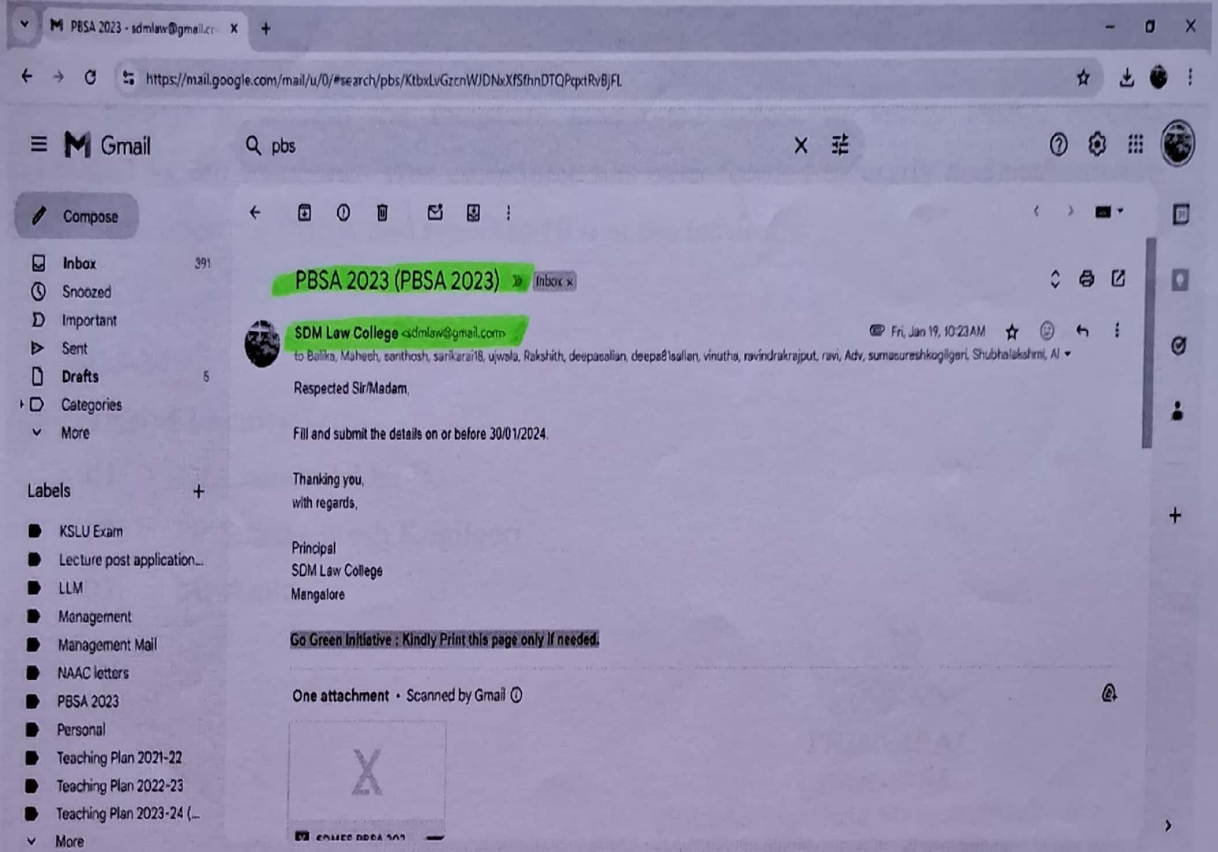 PBSA 2023 - sdmlaw@gmail.co
https://mail.google.com/mail/u/0/#search/pbs/
Gmail
pbs
Compose
Inbox 391
Snoozed
Important
Sent
Drafts 5
Categories
More
Labels
KSLU Exam
Lecture post application...
LLM
Management
Management Mail
NAAC letters
PBSA 2023
Personal
Teaching Plan 2021-22
Teaching Plan 2022-23
Teaching Plan 2023-24 (...
More
PBSA 2023 (PBSA 2023) Inbox x
SDM Law College <sdmlaw@gmail.com> Fri, Jan 19, 10:23 AM
to Balika, Mahesh, santhosh, sarikarai18, ujwala, Rakshith, deepasalian, deepa81salian, vinutha, ravindrakrajput, ravi, Adv, sumasureshkogligeri, Shubhalakshmi, Al
Respected Sir/Madam,
Fill and submit the details on or before 30/01/2024.
Thanking you,
with regards,
Principal
SDM Law College
Mangalore
Go Green Initiative : Kindly Print this page only if needed.
One attachment • Scanned by Gmail
X